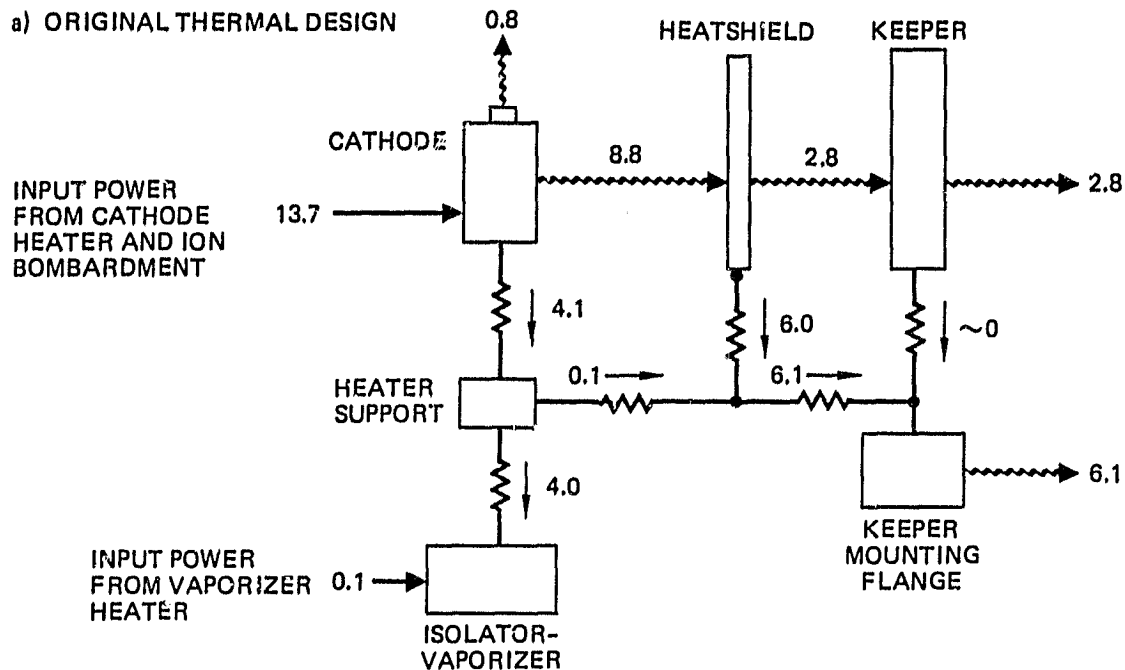 a) ORIGINAL THERMAL DESIGN
0.8
HEATSHIELD
KEEPER
CATHODE
8.8
2.8
2.8
INPUT POWER
FROM CATHODE
HEATER AND ION
BOMBARDMENT
13.7
4.1
6.0
~0
HEATER
SUPPORT
0.1
6.1
4.0
6.1
KEEPER
MOUNTING
FLANGE
INPUT POWER
FROM VAPORIZER
HEATER
0.1
ISOLATOR-
VAPORIZER